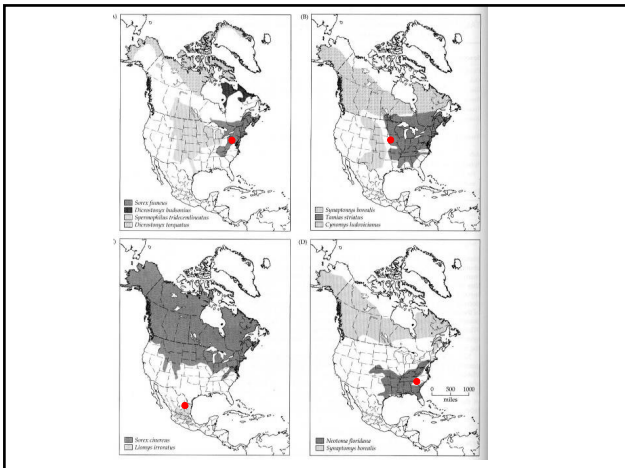 (B)
Sorex fumeus
Dicrostonyx hudsonius
Spermophilus tridecemlineatus
Dicrostonyx torquatus
Synaptomys borealis
Tamias striatus
Cynomys ludovicianus
(D)
Sorex cinereus
Liomys irroratus
0 500 1000
miles
Neotoma floridana
Synaptomys borealis